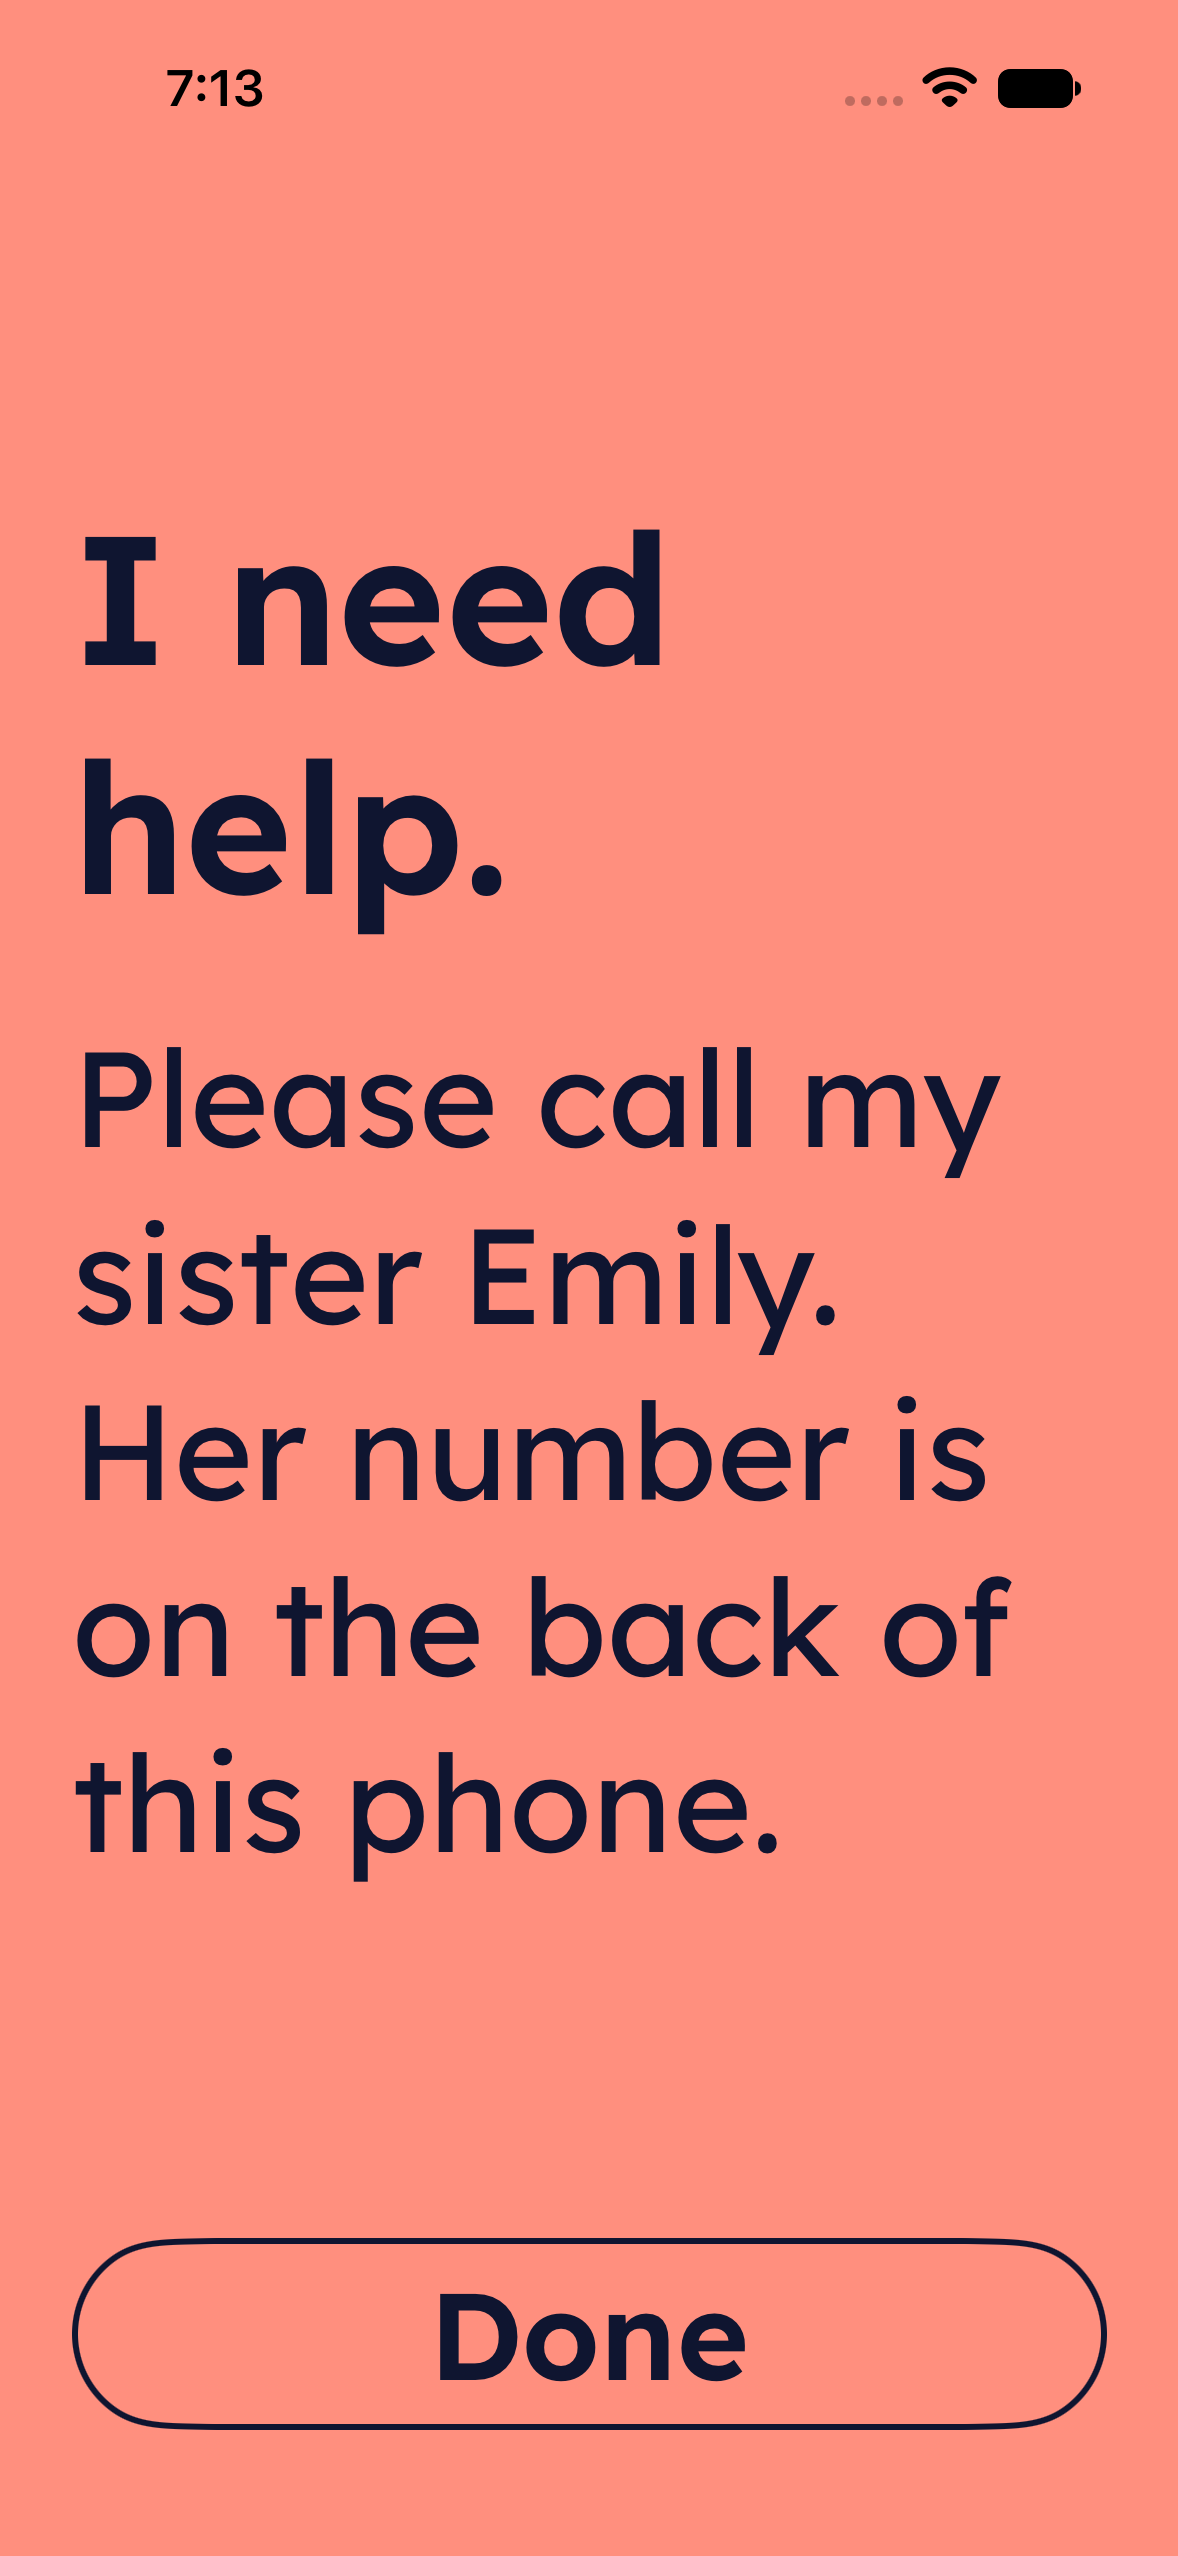 7:13
I need
help.
Please call my
sister Emily.
Her number is
on the back of
this phone.
Done